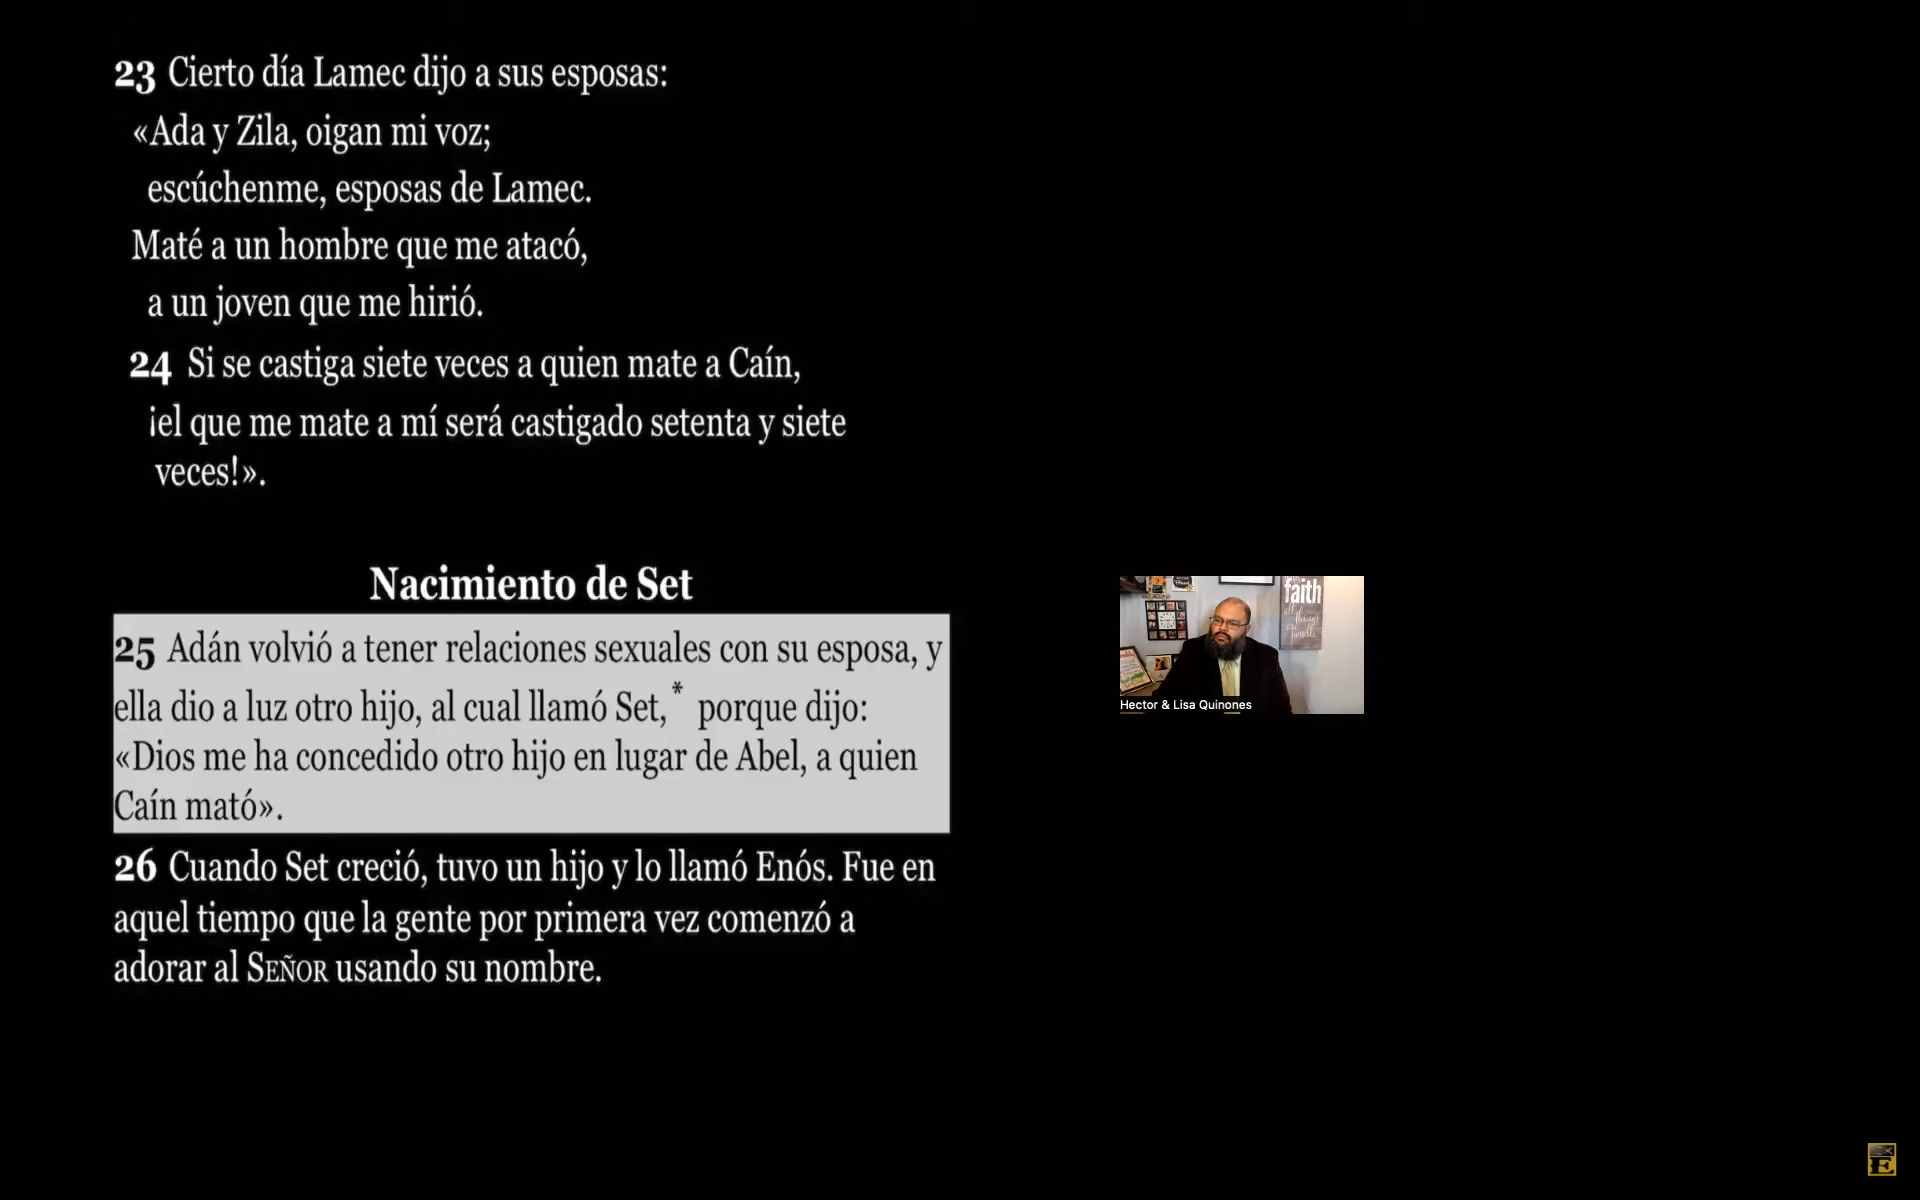 23 Cierto día Lamec dijo a sus esposas:
«Ada y Zila, oigan mi voz;
escúchenme, esposas de Lamec.
Maté a un hombre que me atacó,
a un joven que me hirió.
24 Si se castiga siete veces a quien mate a Caín,
¡el que me mate a mí será castigado setenta y siete
veces!».
Nacimiento de Set
25 Adán volvió a tener relaciones sexuales con su esposa, y
ella dio a luz otro hijo, al cual llamó Set,* porque dijo:
«Dios me ha concedido otro hijo en lugar de Abel, a quien
Caín mató».
26 Cuando Set creció, tuvo un hijo y lo llamó Enós. Fue en
aquel tiempo que la gente por primera vez comenzó a
adorar al SEÑOR usando su nombre.
faith
all
things
are
possible
Hector & Lisa Quinones
E